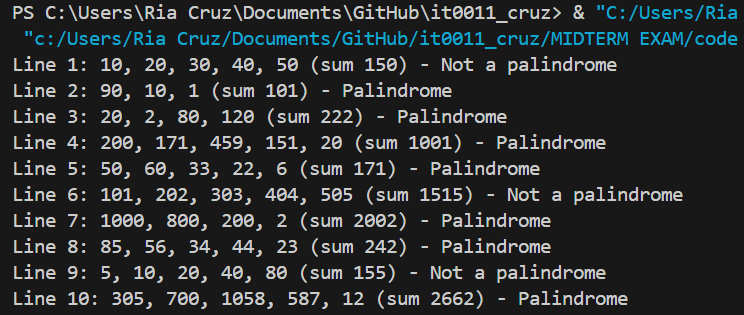 PS C:\Users\Ria Cruz\Documents\GitHub\it0011_cruz> & "C:/Users/Ria
"c:/Users/Ria Cruz/Documents/GitHub/it0011_cruz/MIDTERM EXAM/code
Line 1: 10, 20, 30, 40, 50 (sum 150) - Not a palindrome
Line 2: 90, 10, 1 (sum 101) - Palindrome
Line 3: 20, 2, 80, 120 (sum 222) - Palindrome
Line 4: 200, 171, 459, 151, 20 (sum 1001) - Palindrome
Line 5: 50, 60, 33, 22, 6 (sum 171) - Palindrome
Line 6: 101, 202, 303, 404, 505 (sum 1515) - Not a palindrome
Line 7: 1000, 800, 200, 2 (sum 2002) - Palindrome
Line 8: 85, 56, 34, 44, 23 (sum 242) - Palindrome
Line 9: 5, 10, 20, 40, 80 (sum 155) - Not a palindrome
Line 10: 305, 700, 1058, 587, 12 (sum 2662) - Palindrome